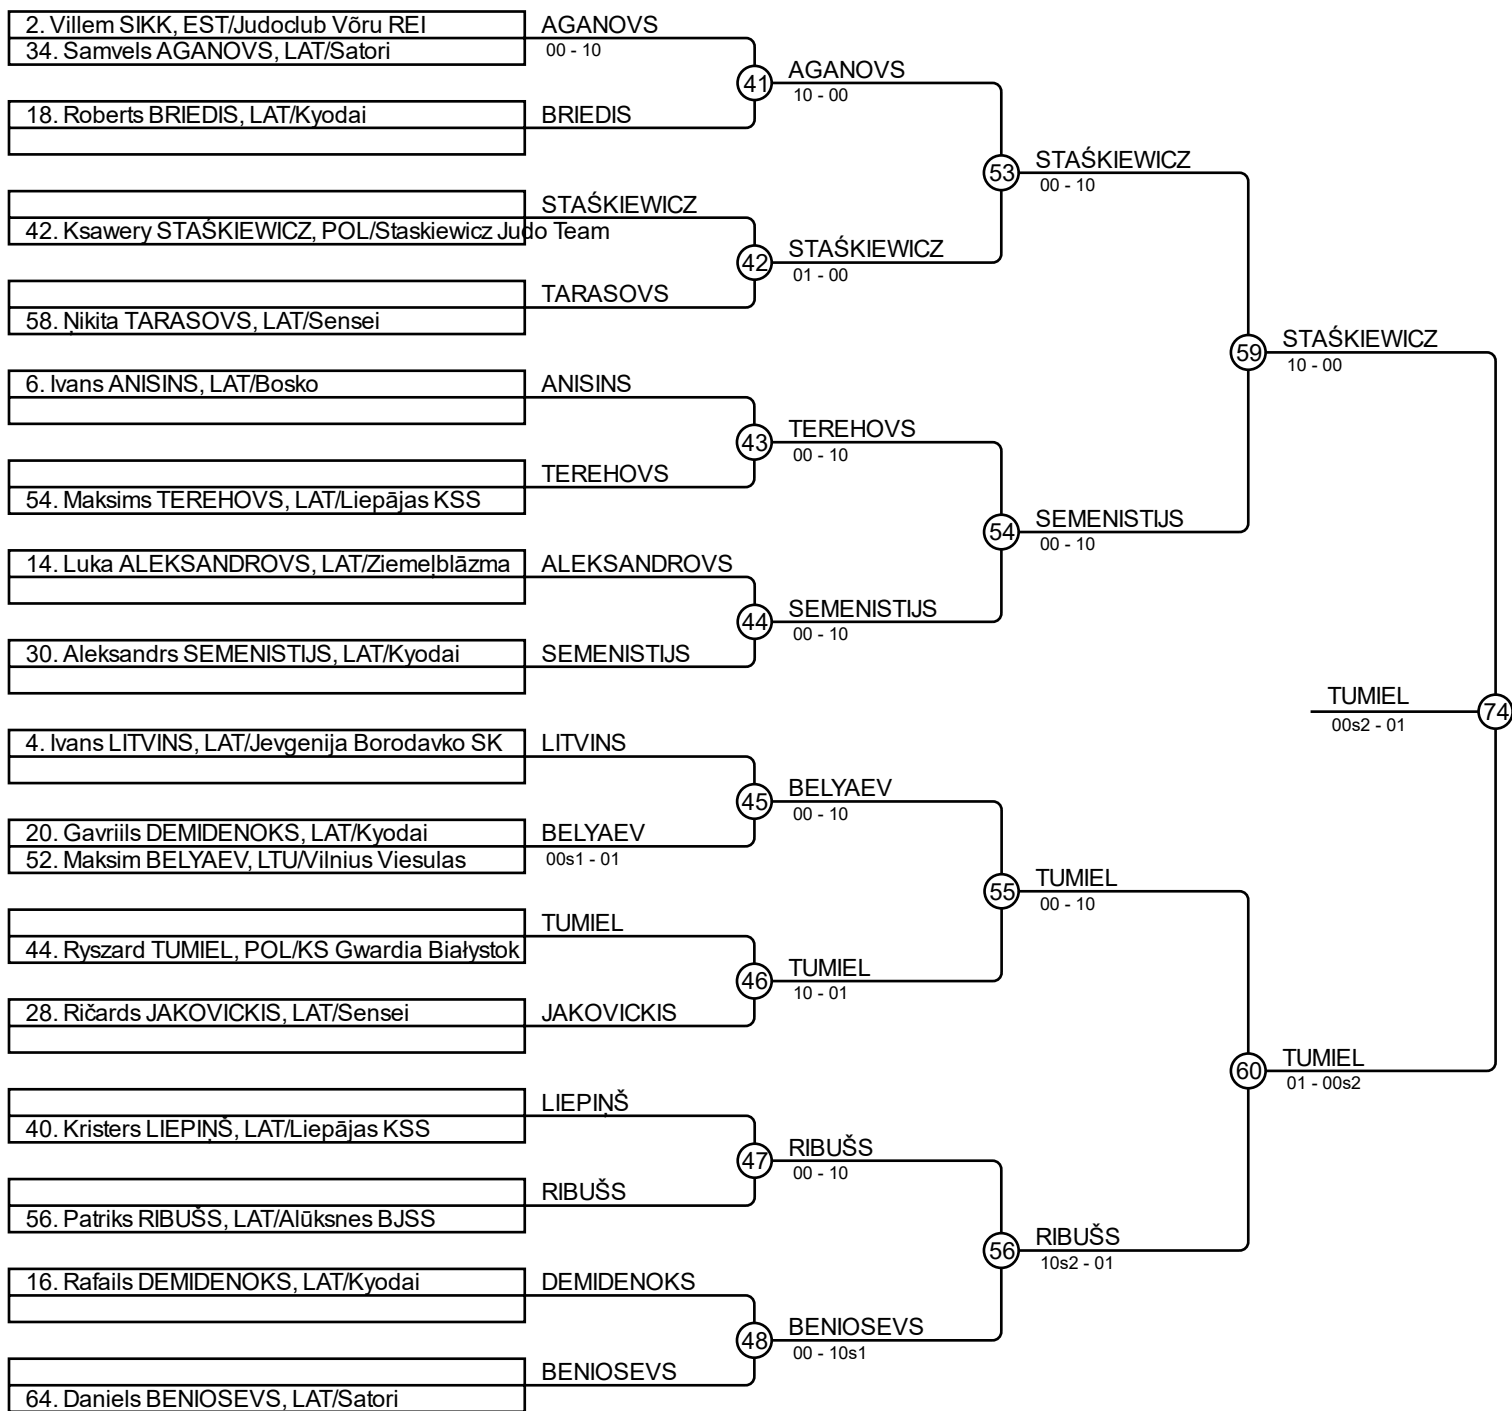 2. Villem SIKK, EST/Judoclub Võru REI
AGANOVS
34. Samvels AGANOVS, LAT/Satori
00 - 10
41
AGANOVS
10 - 00
18. Roberts BRIEDIS, LAT/Kyodai
BRIEDIS
53
STAŚKIEWICZ
00 - 10
STAŚKIEWICZ
42. Ksawery STAŚKIEWICZ, POL/Staskiewicz Judo Team
42
STAŚKIEWICZ
01 - 00
TARASOVS
58. Ņikita TARASOVS, LAT/Sensei
59
STAŚKIEWICZ
10 - 00
6. Ivans ANISINS, LAT/Bosko
ANISINS
43
TEREHOVS
00 - 10
TEREHOVS
54. Maksims TEREHOVS, LAT/Liepājas KSS
54
SEMENISTIJS
00 - 10
14. Luka ALEKSANDROVS, LAT/Ziemeļblāzma
ALEKSANDROVS
44
SEMENISTIJS
00 - 10
30. Aleksandrs SEMENISTIJS, LAT/Kyodai
SEMENISTIJS
TUMIEL
74
00s2 - 01
4. Ivans LITVINS, LAT/Jevgenija Borodavko SK
LITVINS
45
BELYAEV
00 - 10
20. Gavriils DEMIDENOKS, LAT/Kyodai
BELYAEV
52. Maksim BELYAEV, LTU/Vilnius Viesulas
00s1 - 01
55
TUMIEL
00 - 10
TUMIEL
44. Ryszard TUMIEL, POL/KS Gwardia Białystok
46
TUMIEL
10 - 01
28. Ričards JAKOVICKIS, LAT/Sensei
JAKOVICKIS
60
TUMIEL
01 - 00s2
LIEPIŅŠ
40. Kristers LIEPIŅŠ, LAT/Liepājas KSS
47
RIBUŠS
00 - 10
RIBUŠS
56. Patriks RIBUŠS, LAT/Alūksnes BJSS
56
RIBUŠS
10s2 - 01
16. Rafails DEMIDENOKS, LAT/Kyodai
DEMIDENOKS
48
BENIOSEVS
00 - 10s1
BENIOSEVS
64. Daniels BENIOSEVS, LAT/Satori